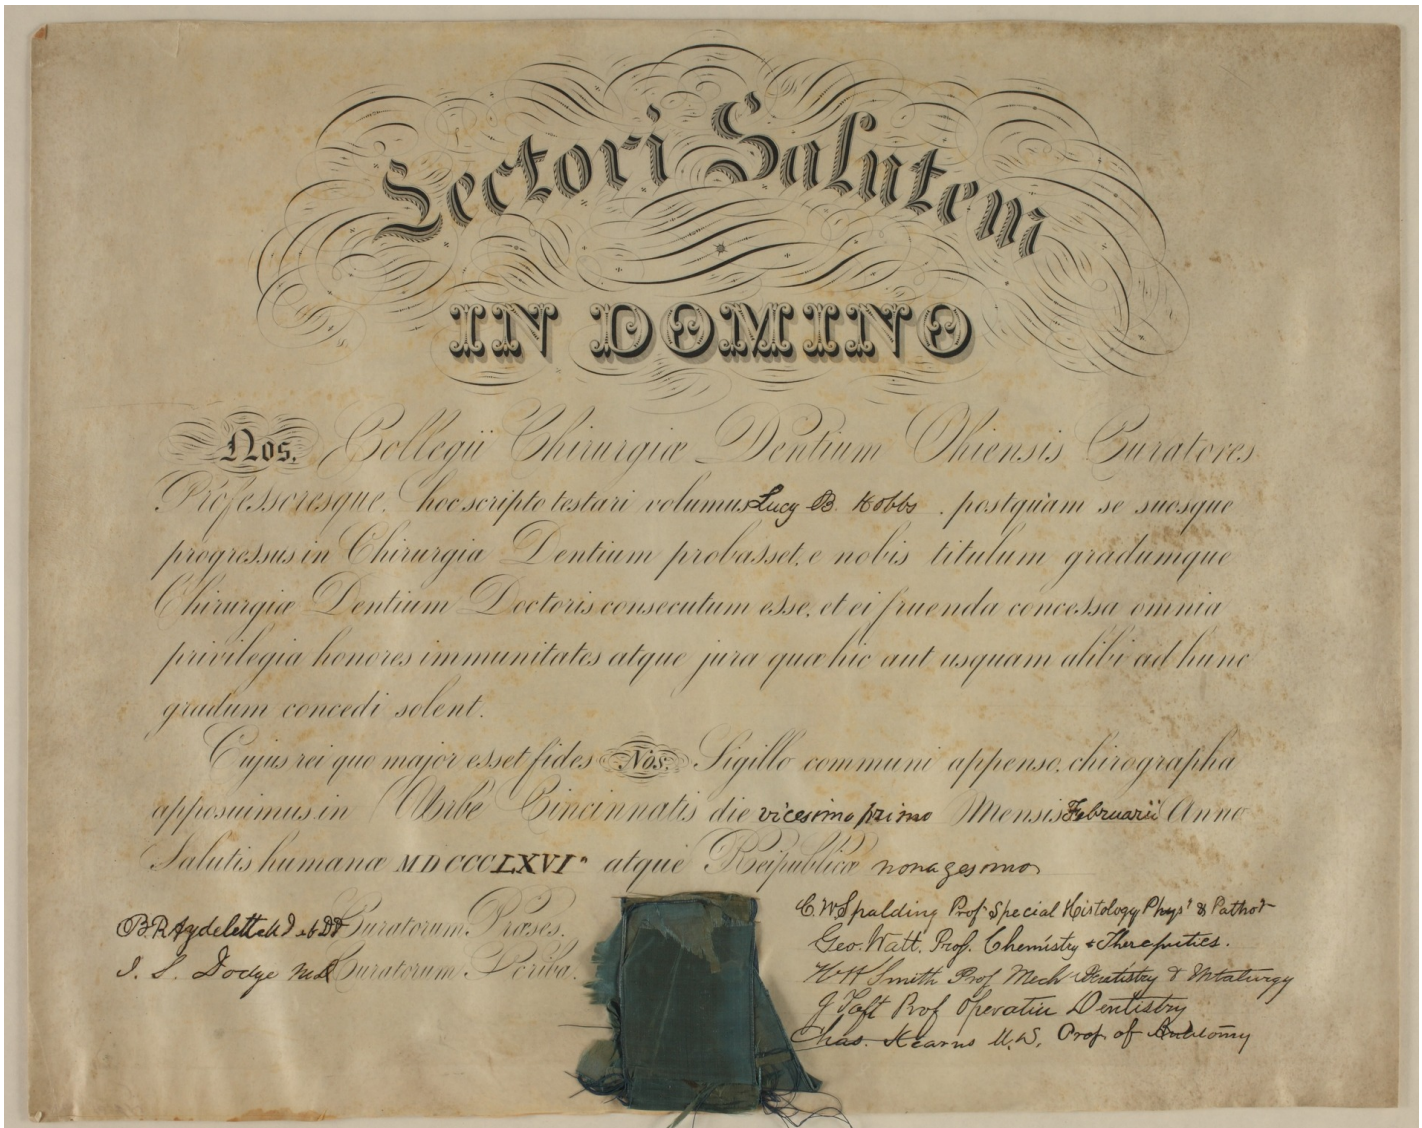 Lectori Salutem
IN DOMINO
Nos. Collegii Chirurgiæ Dentium Ohiensis Curatores
Professoresque, hoc scripto testari volumus Lucy B. Hobbs, postquam se suosque
progressus in Chirurgia Dentium probasset, e nobis titulum gradumque
Chirurgiæ Dentium Doctoris consecutum esse, et ei fruenda concessa omnia
privilegia honores immunitates atque jura quæ hic aut usquam alibi ad hunc
gradum concedi solent.
Cujus rei quo major esset fides Nos. Sigillo communi appenso, chirographa
apposuimus in Urbe Cincinnatis die vicesimo primo Mensis Februarii Anno
Salutis humanæ MDCCCLXVI° atque Reipublicæ nonagesimo
Curatorum Præses.
Curatorum Scriba.
C. W Spalding Prof Special Histology Physl & Pathol
Geo. Watt. Prof. Chemistry & Theraputics.
W H Smith Prof Mech Dentistry & Metalurgy
J Taft Prof Operative Dentistry
Chas. Kearns M.D. Prof of Anatomy